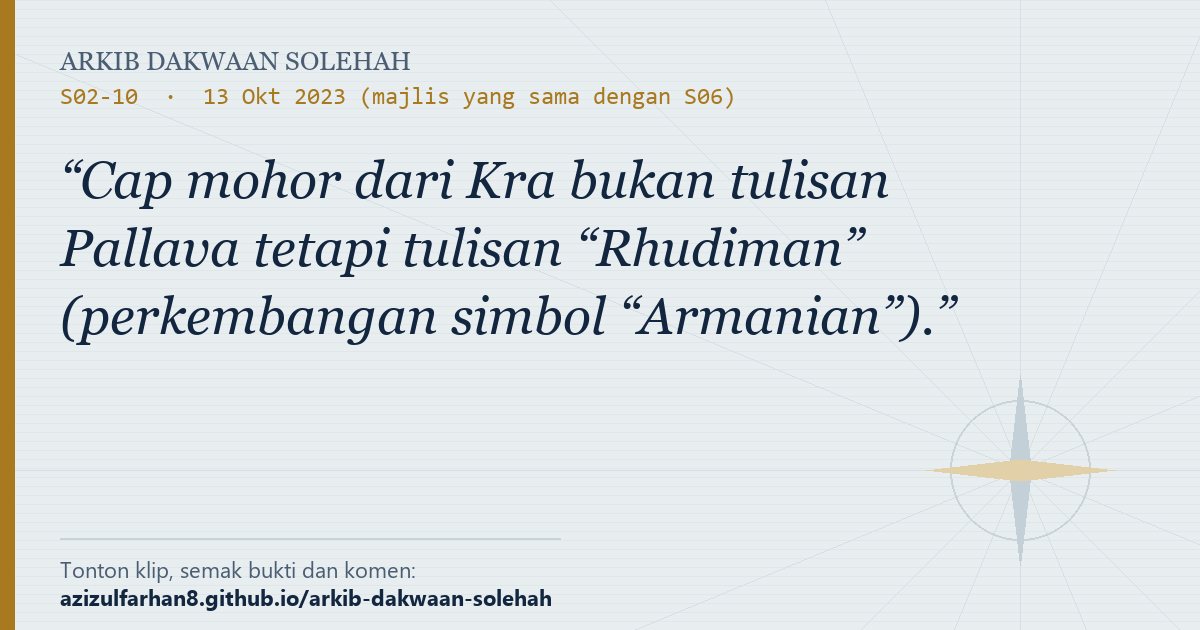 ARKIB DAKWAAN SOLEHAH
S02-10 · 13 Okt 2023 (majlis yang sama dengan S06)
“Cap mohor dari Kra bukan tulisan
Pallava tetapi tulisan “Rhudiman”
(perkembangan simbol “Armanian”).”
Tonton klip, semak bukti dan komen:
azizulfarhan8.github.io/arkib-dakwaan-solehah